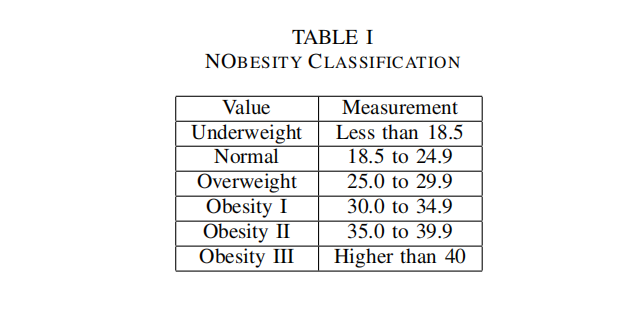 TABLE I
NOBESITY CLASSIFICATION
Value Measurement
Underweight Less than 18.5
Normal 18.5 to 24.9
Overweight 25.0 to 29.9
Obesity I 30.0 to 34.9
Obesity II 35.0 to 39.9
Obesity III Higher than 40